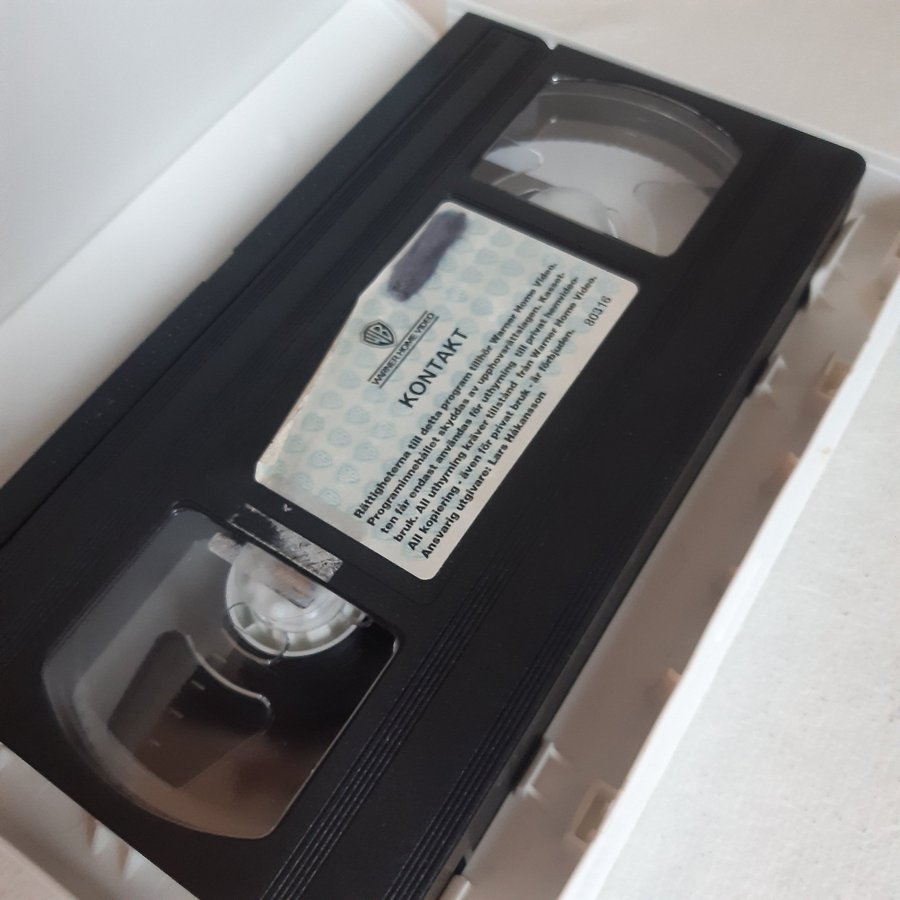 WB
WARNER HOME VIDEO
KONTAKT
Rättigheterna till detta program tillhör Warner Home Video.
Programinnehållet skyddas av upphovsrättslagen. Kasset-
ten får endast användas för uthyrning till privat hemvideo-
bruk. All uthyrning kräver tillstånd från Warner Home Video.
All kopiering - även för privat bruk - är förbjuden.
Ansvarig utgivare: Lars Håkansson
80316